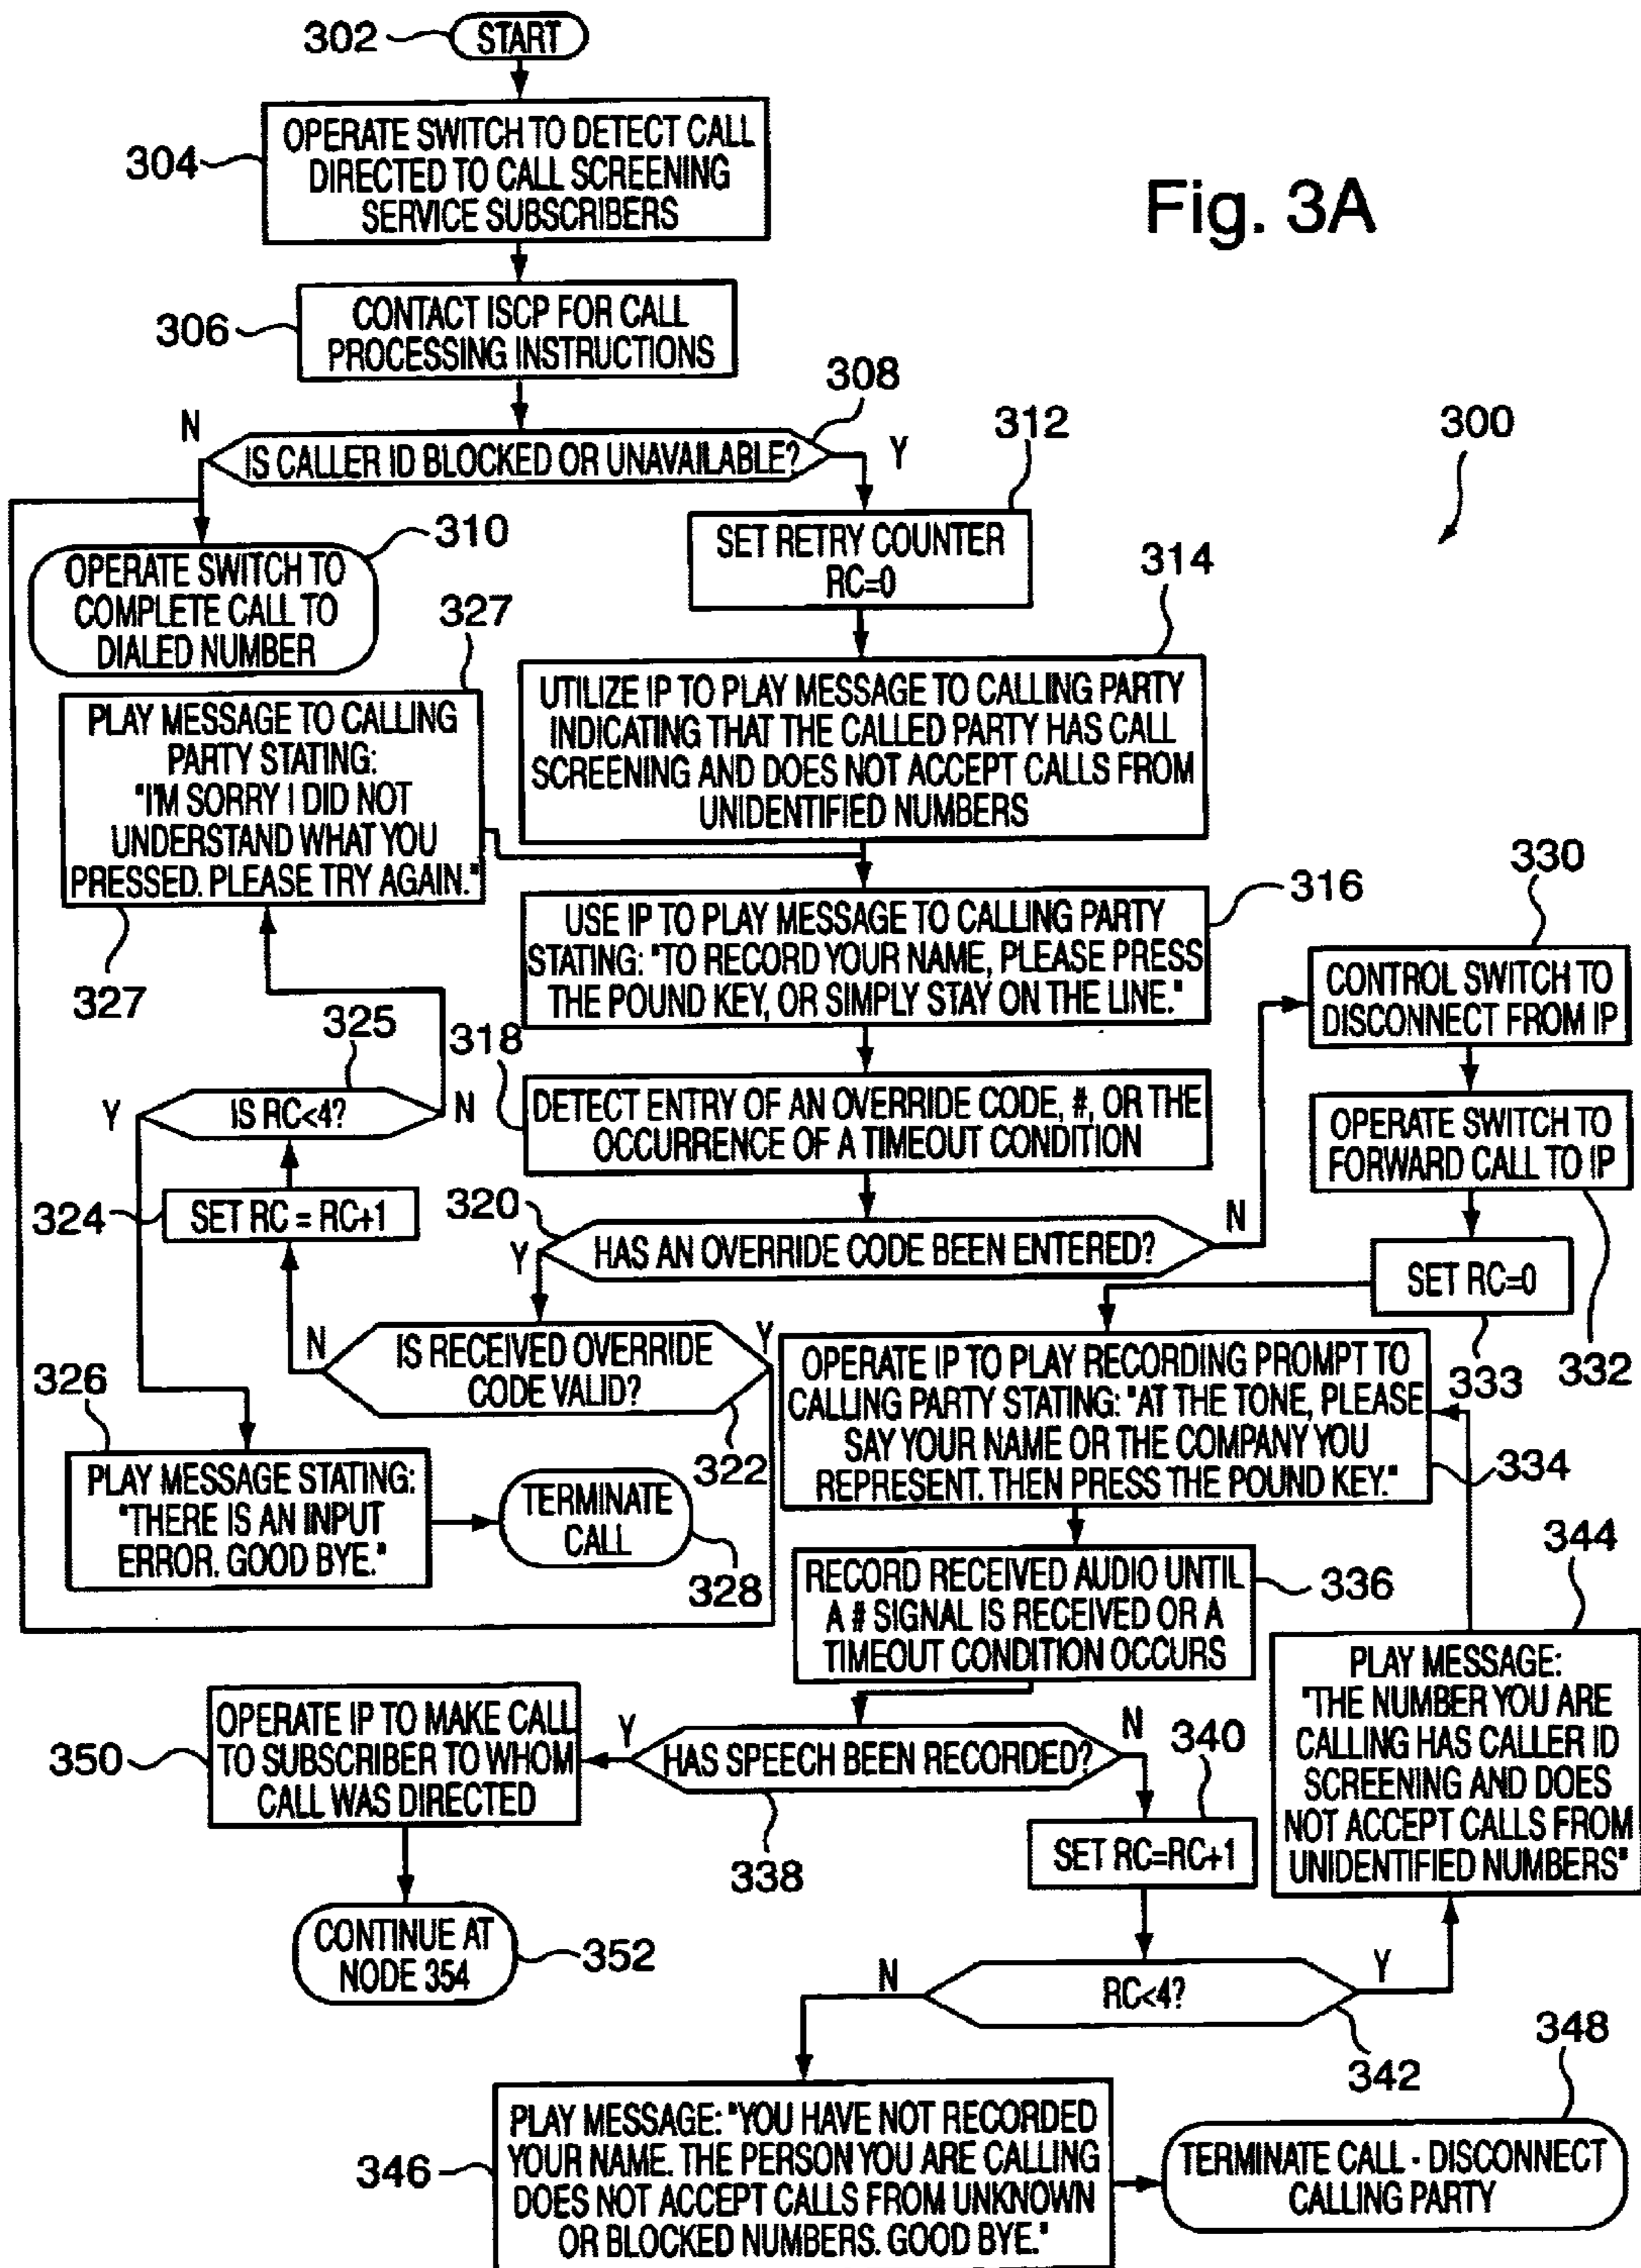 302
START
304
OPERATE SWITCH TO DETECT CALL
DIRECTED TO CALL SCREENING
SERVICE SUBSCRIBERS
Fig. 3A
306
CONTACT ISCP FOR CALL
PROCESSING INSTRUCTIONS
308
N
IS CALLER ID BLOCKED OR UNAVAILABLE?
Y
312
300
310
OPERATE SWITCH TO
COMPLETE CALL TO
DIALED NUMBER
SET RETRY COUNTER
RC=0
314
327
PLAY MESSAGE TO CALLING
PARTY STATING:
"I'M SORRY I DID NOT
UNDERSTAND WHAT YOU
PRESSED. PLEASE TRY AGAIN."
327
UTILIZE IP TO PLAY MESSAGE TO CALLING PARTY
INDICATING THAT THE CALLED PARTY HAS CALL
SCREENING AND DOES NOT ACCEPT CALLS FROM
UNIDENTIFIED NUMBERS
316
USE IP TO PLAY MESSAGE TO CALLING PARTY
STATING: "TO RECORD YOUR NAME, PLEASE PRESS
THE POUND KEY, OR SIMPLY STAY ON THE LINE."
330
CONTROL SWITCH TO
DISCONNECT FROM IP
325
318
Y
IS RC<4?
N
DETECT ENTRY OF AN OVERRIDE CODE, #, OR THE
OCCURRENCE OF A TIMEOUT CONDITION
OPERATE SWITCH TO
FORWARD CALL TO IP
332
324
SET RC = RC+1
320
Y
HAS AN OVERRIDE CODE BEEN ENTERED?
N
SET RC=0
333
N
IS RECEIVED OVERRIDE
CODE VALID?
Y
322
326
PLAY MESSAGE STATING:
"THERE IS AN INPUT
ERROR. GOOD BYE."
TERMINATE
CALL
328
OPERATE IP TO PLAY RECORDING PROMPT TO
CALLING PARTY STATING: "AT THE TONE, PLEASE
SAY YOUR NAME OR THE COMPANY YOU
REPRESENT. THEN PRESS THE POUND KEY."
334
344
RECORD RECEIVED AUDIO UNTIL
A # SIGNAL IS RECEIVED OR A
TIMEOUT CONDITION OCCURS
336
PLAY MESSAGE:
"THE NUMBER YOU ARE
CALLING HAS CALLER ID
SCREENING AND DOES
NOT ACCEPT CALLS FROM
UNIDENTIFIED NUMBERS"
350
OPERATE IP TO MAKE CALL
TO SUBSCRIBER TO WHOM
CALL WAS DIRECTED
Y
HAS SPEECH BEEN RECORDED?
N
338
340
SET RC=RC+1
CONTINUE AT
NODE 354
352
N
RC<4?
Y
342
348
346
PLAY MESSAGE: "YOU HAVE NOT RECORDED
YOUR NAME. THE PERSON YOU ARE CALLING
DOES NOT ACCEPT CALLS FROM UNKNOWN
OR BLOCKED NUMBERS. GOOD BYE."
TERMINATE CALL - DISCONNECT
CALLING PARTY